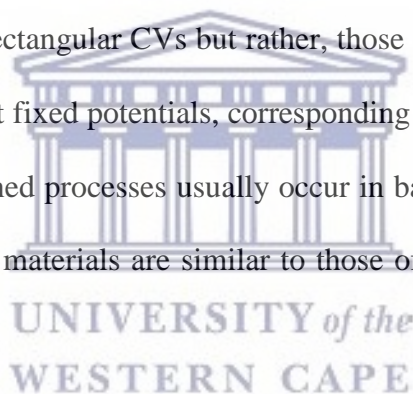 ectangular CVs but rather, those
t fixed potentials, corresponding
ned processes usually occur in ba
materials are similar to those o
UNIVERSITY of the
WESTERN CAPE